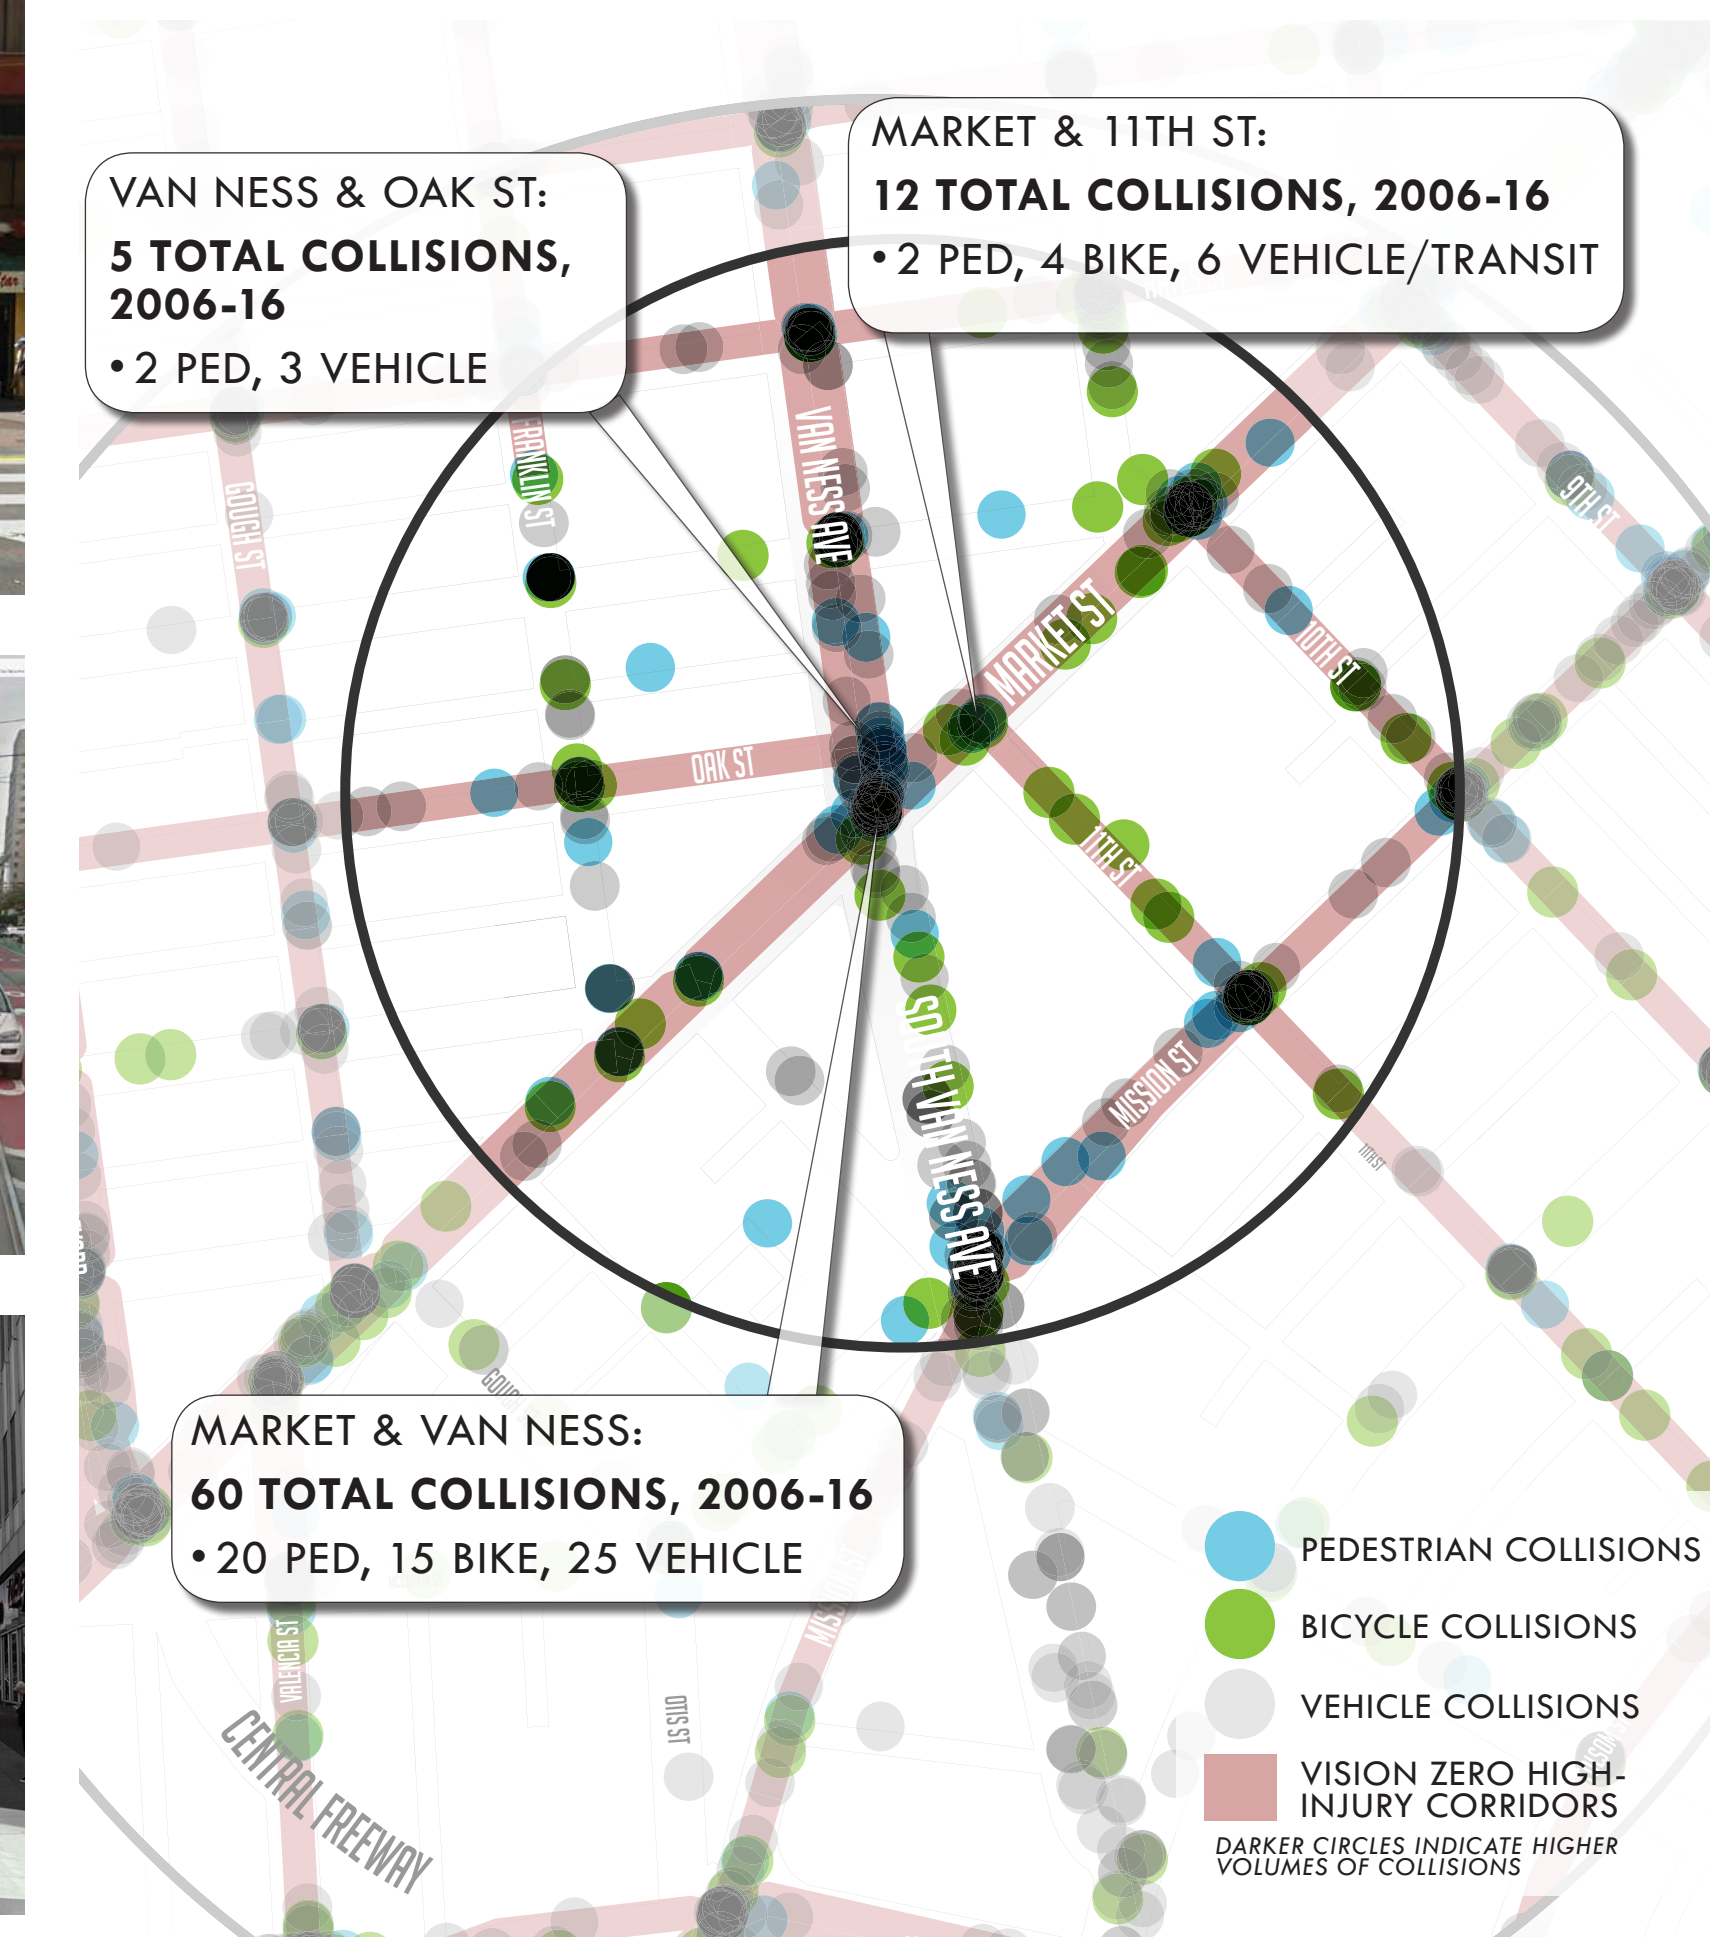 MARKET & 11TH ST:
12 TOTAL COLLISIONS, 2006-16
•2 PED, 4 BIKE, 6 VEHICLE/TRANSIT
VAN NESS & OAK ST:
5 TOTAL COLLISIONS,
2006-16
•2 PED, 3 VEHICLE
FRANKLIN ST
VAN NESS AVE
GOUGH ST
9TH ST
MARKET ST
10TH ST
OAK ST
11TH ST
SOUTH VAN NESS AVE
MISSION ST
11TH ST
MARKET & VAN NESS:
60 TOTAL COLLISIONS, 2006-16
•20 PED, 15 BIKE, 25 VEHICLE
MISSION ST
VALENCIA ST
OTIS ST
CENTRAL FREEWAY
PEDESTRIAN COLLISIONS
BICYCLE COLLISIONS
VEHICLE COLLISIONS
VISION ZERO HIGH-
INJURY CORRIDORS
DARKER CIRCLES INDICATE HIGHER
VOLUMES OF COLLISIONS